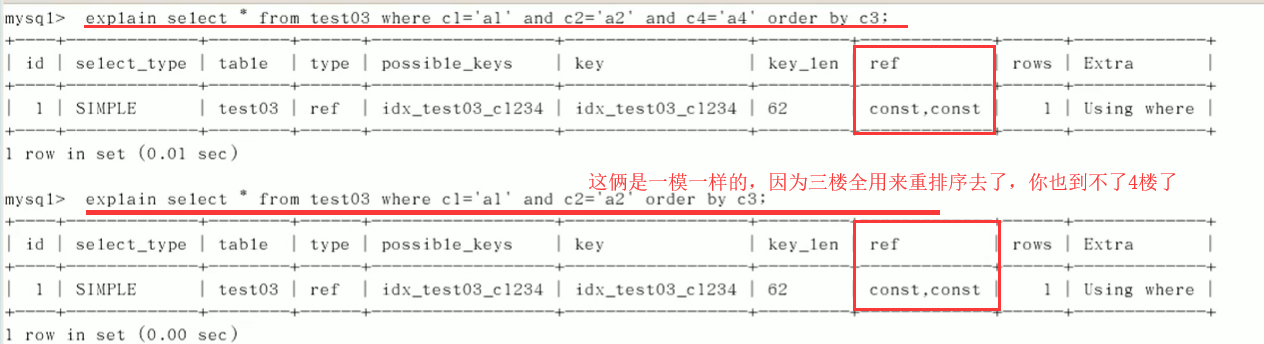 mysql> explain select * from test03 where c1='a1' and c2='a2' and c4='a4' order by c3;
+----+-------------+--------+------+------------------+------------------+---------+-------------+------+-------------+
| id | select_type | table | type | possible_keys | key | key_len | ref | rows | Extra |
+----+-------------+--------+------+------------------+------------------+---------+-------------+------+-------------+
| 1 | SIMPLE | test03 | ref | idx_test03_c1234 | idx_test03_c1234 | 62 | const,const | 1 | Using where |
+----+-------------+--------+------+------------------+------------------+---------+-------------+------+-------------+
1 row in set (0.01 sec)
这俩是一模一样的，因为三楼全用来重排序去了，你也到不了4楼了
mysql> explain select * from test03 where c1='a1' and c2='a2' order by c3;
+----+-------------+--------+------+------------------+------------------+---------+-------------+------+-------------+
| id | select_type | table | type | possible_keys | key | key_len | ref | rows | Extra |
+----+-------------+--------+------+------------------+------------------+---------+-------------+------+-------------+
| 1 | SIMPLE | test03 | ref | idx_test03_c1234 | idx_test03_c1234 | 62 | const,const | 1 | Using where |
+----+-------------+--------+------+------------------+------------------+---------+-------------+------+-------------+
1 row in set (0.00 sec)